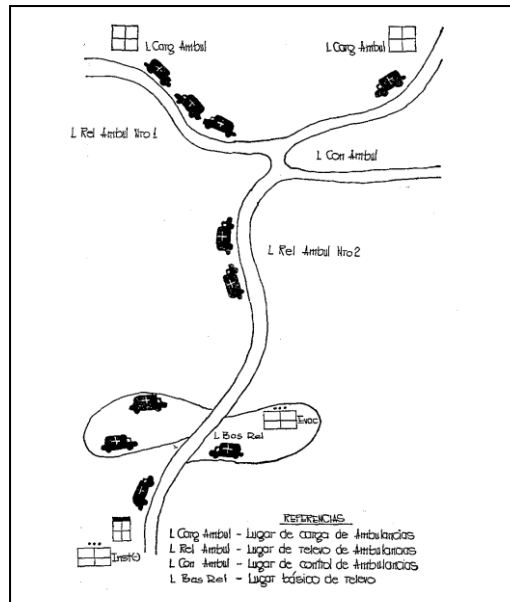 L Carg Ambul
L Carg Ambul
L Rel Ambul Nro 1
L Con Ambul
L Rel Ambul Nro 2
Evac
L Bas Rel
Inst(-)
REFERENCIAS
L Carg Ambul - Lugar de carga de Ambulancias
L Rel Ambul - Lugar de relevo de Ambulancias
L Con Ambul - Lugar de control de Ambulancias
L Bas Rel - Lugar básico de relevo